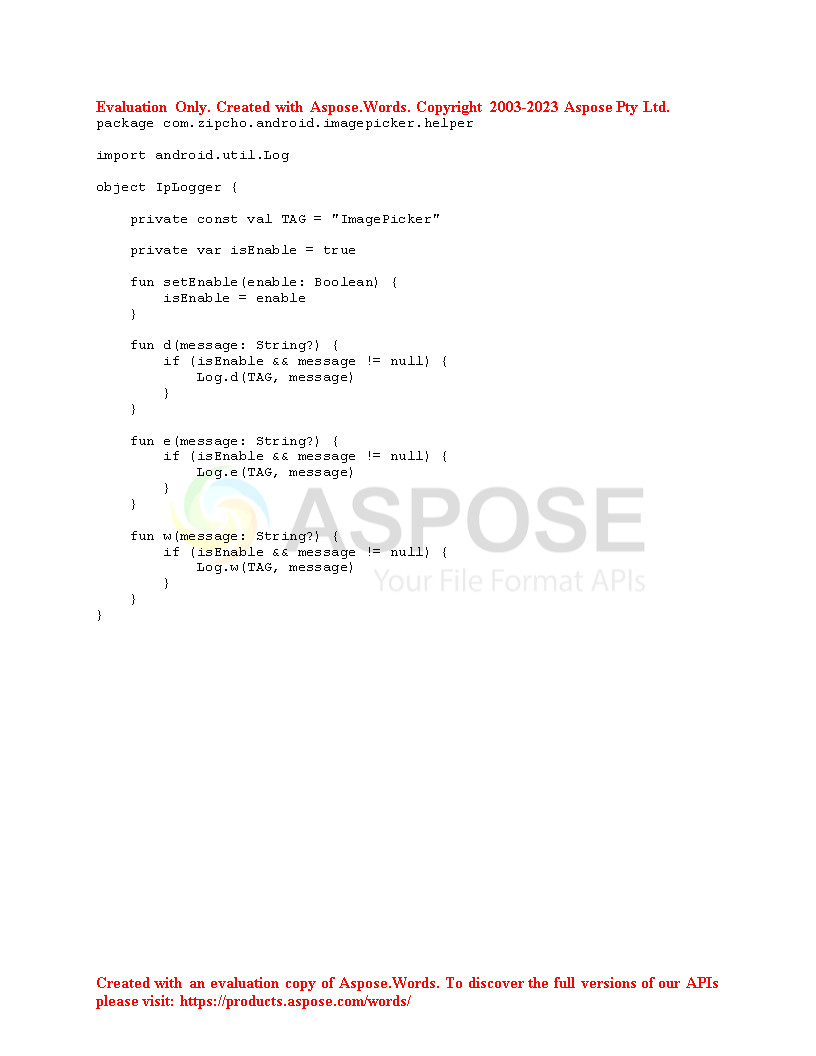 Evaluation Only. Created with Aspose.Words. Copyright 2003-2023 Aspose Pty Ltd.
package com.zipcho.android.imagepicker.helper

import android.util.Log

object IpLogger {

    private const val TAG = "ImagePicker"

    private var isEnable = true

    fun setEnable(enable: Boolean) {
        isEnable = enable
    }

    fun d(message: String?) {
        if (isEnable && message != null) {
            Log.d(TAG, message)
        }
    }

    fun e(message: String?) {
        if (isEnable && message != null) {
            Log.e(TAG, message)
        }
    }

    fun w(message: String?) {
        if (isEnable && message != null) {
            Log.w(TAG, message)
        }
    }
}
ASPOSE
Your File Format APIs
Created with an evaluation copy of Aspose.Words. To discover the full versions of our APIs
please visit: https://products.aspose.com/words/